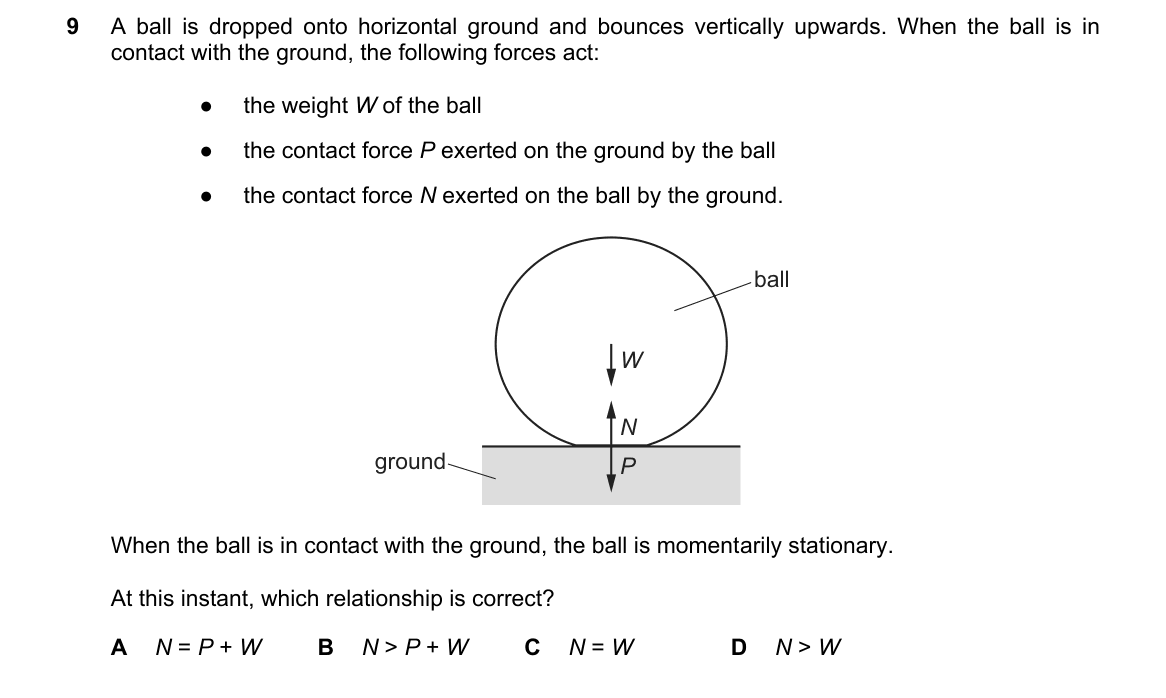 9 A ball is dropped onto horizontal ground and bounces vertically upwards. When the ball is in
contact with the ground, the following forces act:
● the weight W of the ball
● the contact force P exerted on the ground by the ball
● the contact force N exerted on the ball by the ground.
ball
W
N
ground
P
When the ball is in contact with the ground, the ball is momentarily stationary.
At this instant, which relationship is correct?
A N = P + W B N > P + W C N = W D N > W